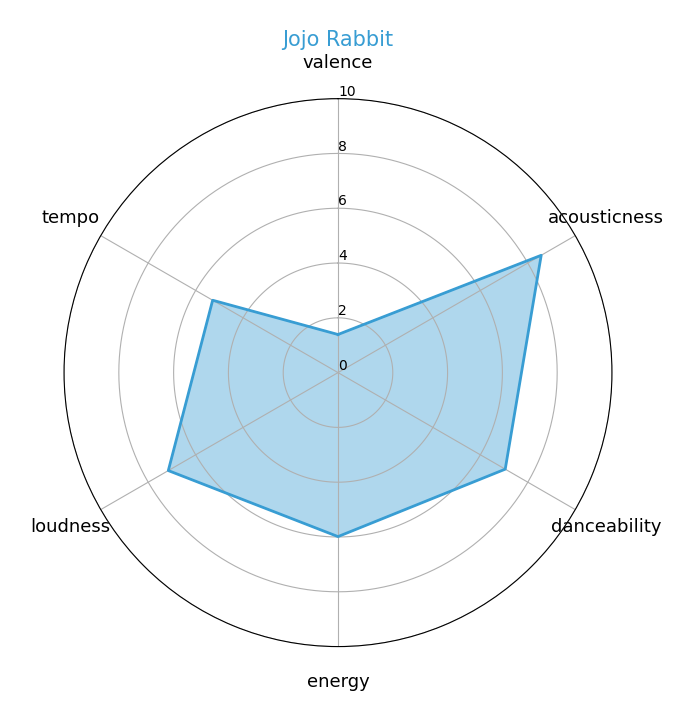 Jojo Rabbit
valence
10
8
6
4
2
0
tempo
acousticness
loudness
danceability
energy